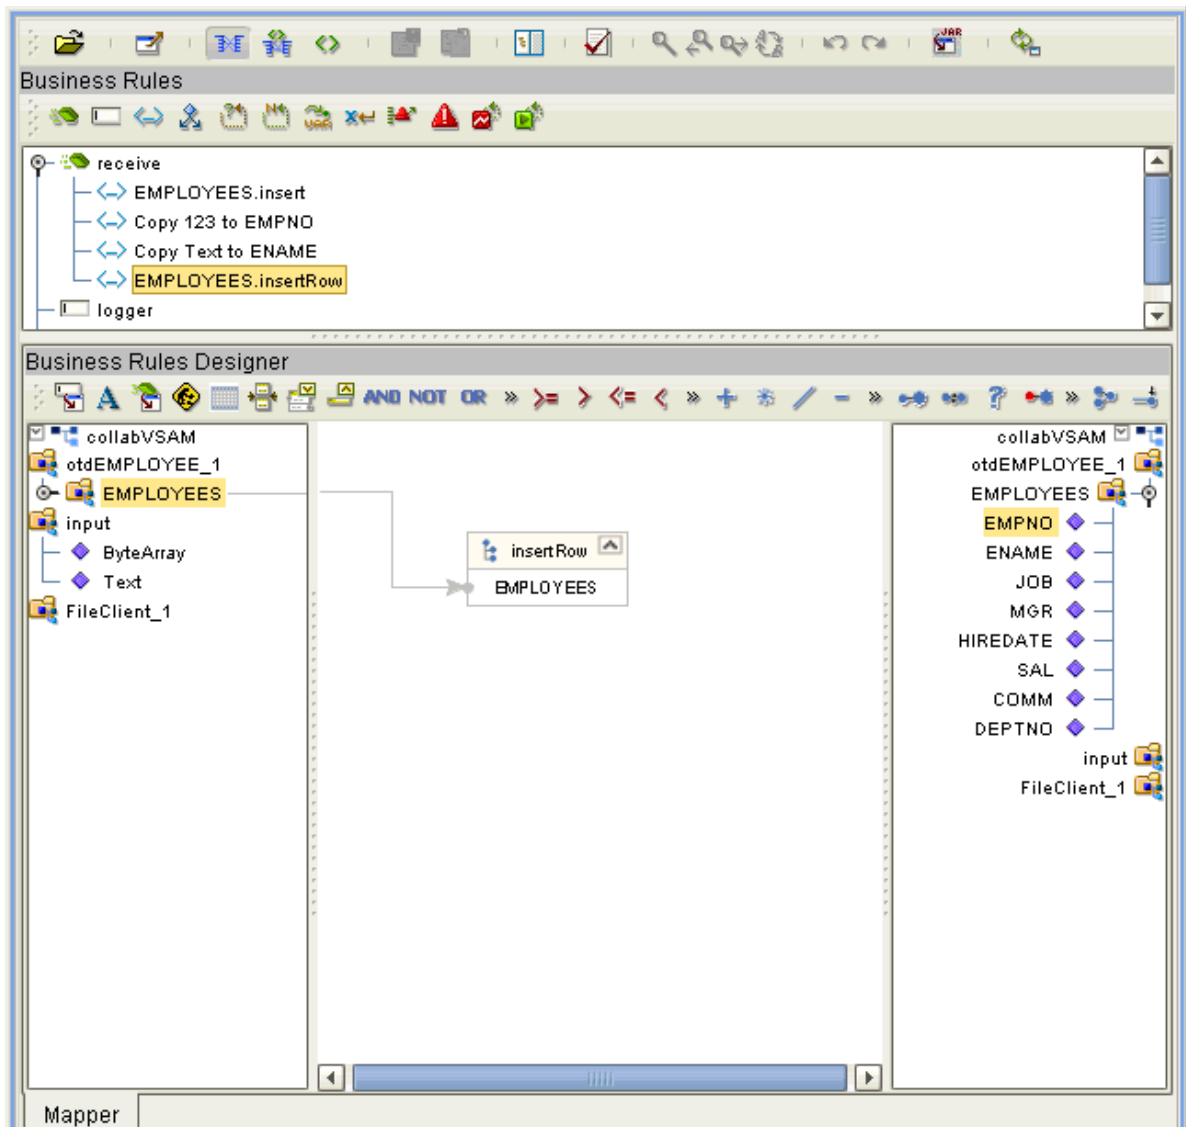 JAR
Business Rules
VAR
receive
EMPLOYEES.insert
Copy 123 to EMPNO
Copy Text to ENAME
EMPLOYEES.insertRow
logger
Business Rules Designer
A AND NOT OR » >= > <= < » + * / - » ? »
collabVSAM
otdEMPLOYEE_1
EMPLOYEES
input
ByteArray
Text
FileClient_1
insertRow
EMPLOYEES
collabVSAM
otdEMPLOYEE_1
EMPLOYEES
EMPNO
ENAME
JOB
MGR
HIREDATE
SAL
COMM
DEPTNO
input
FileClient_1
Mapper